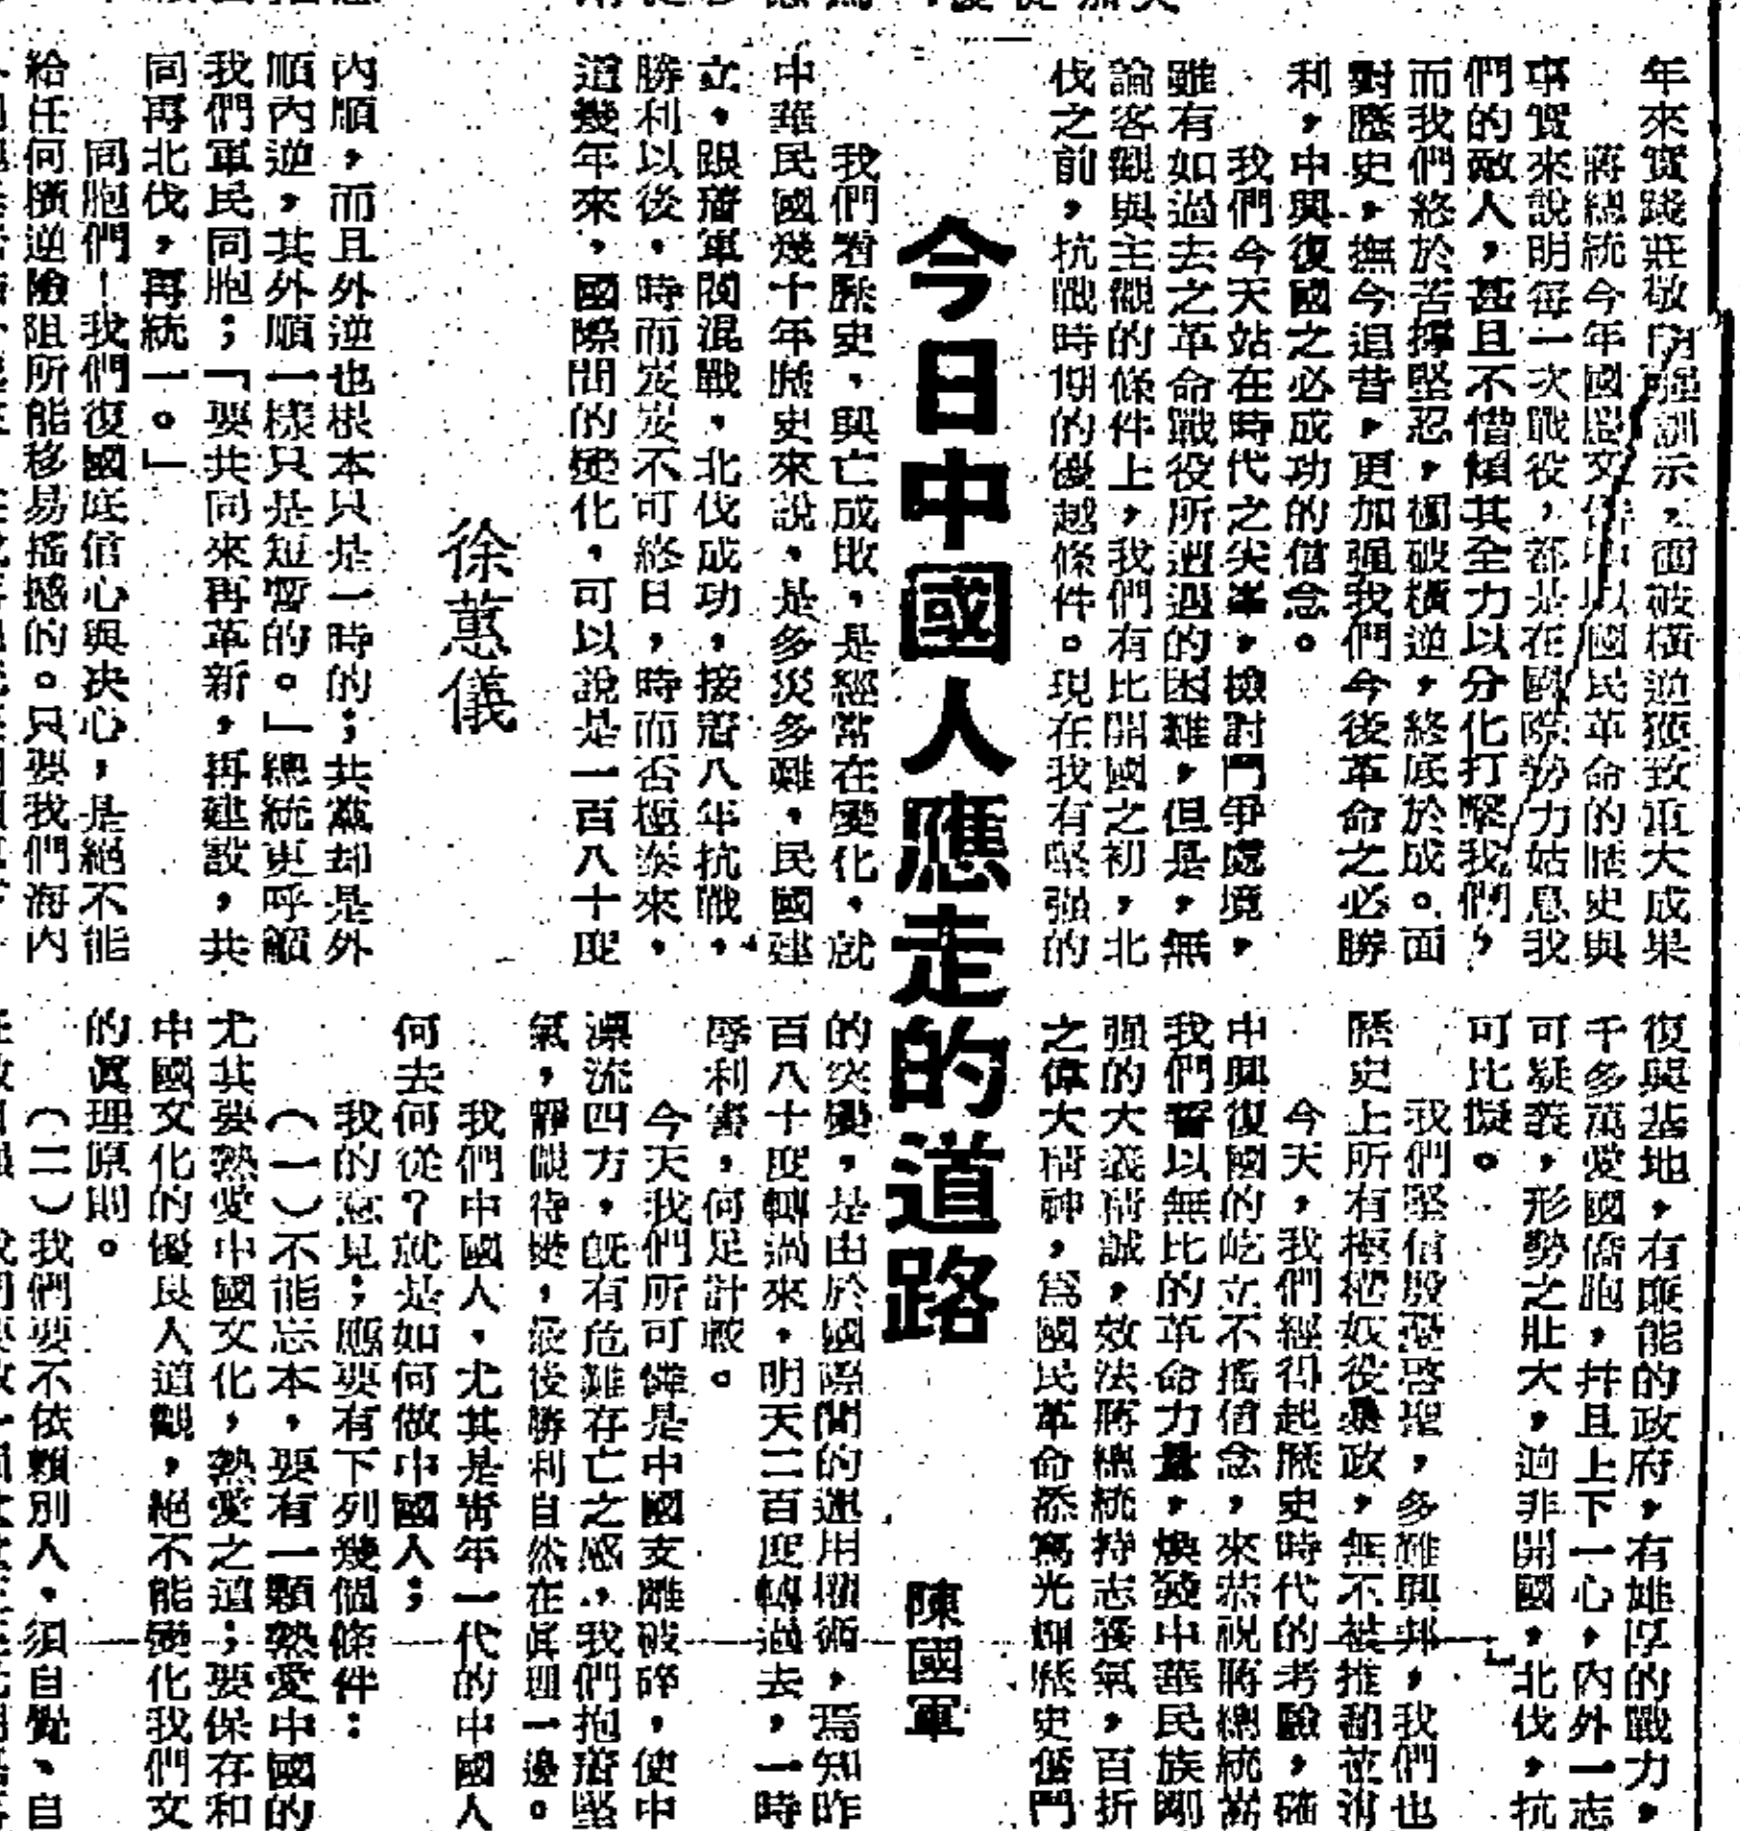 年來實踐莊敬自強訓示,面破橫逆獲致重大成果
蔣總統今年國慶文告中以國民革命的歷史與
事實來說明每一次戰役,都是在國際勢力姑息我
們的敵人,甚且不惜傾其全力以分化打擊我們,
而我們終於苦撐堅忍,衝破橫逆,終底於成。面
對歷史,撫今追昔,更加强我們今後革命之必勝
利,中興復國之必成功的信念。
我們今天站在時代之尖峯,檢討鬥爭處境,
雖有如過去之革命戰役所遭遇的困難,但是,無
論客觀與主觀的條件上,我們有比開國之初,北
伐之前,抗戰時期的優越條件。現在我有堅强的
復興基地,有廉能的政府,有雄厚的戰力,
千多萬愛國僑胞,幷且上下一心,內外一志
可疑義,形勢之壯大,迥非開國,北伐,抗
可比擬。
我們堅信殷憂啓聖,多難興邦,我們也
歷史上所有極權奴役暴政,無不被推翻並消
今天,我們經得起歷史時代的考驗,確
中興復國的屹立不搖信念,來恭祝蔣總統嵩
我們誓以無比的革命力量,煥發中華民族剛
强的大義精誠,效法蔣總統持志養氣,百折
之偉大精神,爲國民革命添寫光輝歷史奮鬥
今日中國人應走的道路
陳國軍
我們看歷史,興亡成敗,是經常在變化,就
中華民國幾十年歷史來說,是多災多難,民國建
立,跟着軍閥混戰,北伐成功,接着八年抗戰,
勝利以後,時而岌岌不可終日,時而否極泰來,
這幾年來,國際間的變化,可以說是一百八十度
的突變,是由於國際間的運用權術,焉知昨
百八十度轉過來,明天二百度轉過去,一時
辱利害,何足計較。
今天我們所可憐是中國支離破碎,使中
漂流四方,旣有危難存亡之感,我們抱着堅
氣,靜觀待變,最後勝利自然在眞理一邊。
我們中國人,尤其是靑年一代的中國人
何去何從?就是如何做中國人;
我的意見;應要有下列幾個條件:
(一)不能忘本,要有一顆熱愛中國的
尤其要熱愛中國文化,熱愛之道;要保存和
中國文化的優良人道觀,絕不能變化我們文
的眞理原則。
(二)我們要不依賴別人,須自覺、自
徐蕙儀
內順,而且外逆也根本只是一時的;共黨却是外
順內逆,其外順一樣只是短暫的。」總統更呼籲
我們軍民同胞;「要共同來再革新,再建設,共
同再北伐,再統一。」
同胞們!我們復國底信心與決心,是絕不能
給任何橫逆險阻所能移易搖撼的。只要我們海內